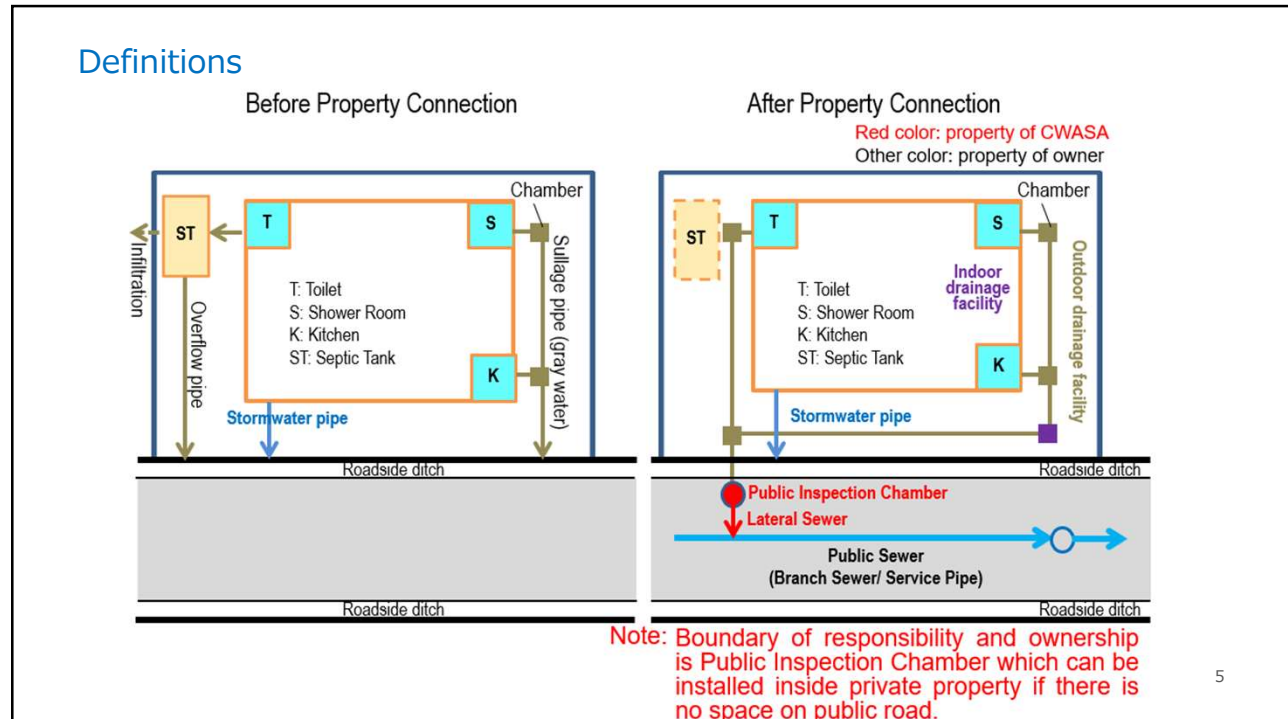 Definitions
Before Property Connection
Chamber
ST
T
S
Infiltration
Overflow pipe
T: Toilet
S: Shower Room
K: Kitchen
ST: Septic Tank
Sullage pipe (gray water)
K
Stormwater pipe
Roadside ditch
Roadside ditch
After Property Connection
Red color: property of CWASA
Other color: property of owner
Chamber
ST
T
S
Indoor
drainage
facility
Outdoor drainage facility
T: Toilet
S: Shower Room
K: Kitchen
ST: Septic Tank
K
Stormwater pipe
Roadside ditch
Public Inspection Chamber
Lateral Sewer
Public Sewer
(Branch Sewer/ Service Pipe)
Roadside ditch
Note: Boundary of responsibility and ownership
is Public Inspection Chamber which can be
installed inside private property if there is
no space on public road.
5